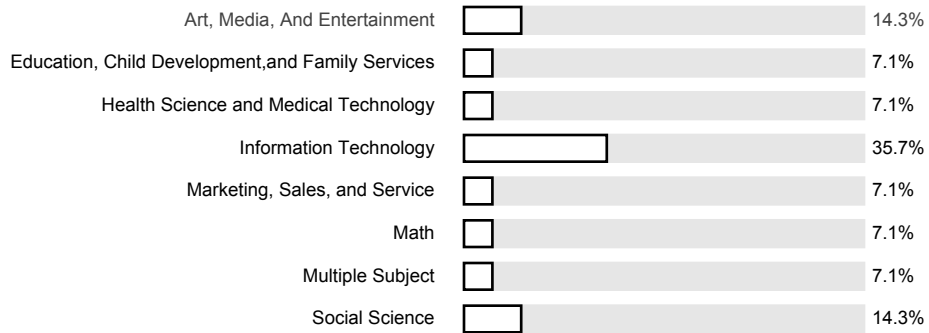 Art, Media, And Entertainment 14.3%
Education, Child Development,and Family Services 7.1%
Health Science and Medical Technology 7.1%
Information Technology 35.7%
Marketing, Sales, and Service 7.1%
Math 7.1%
Multiple Subject 7.1%
Social Science 14.3%